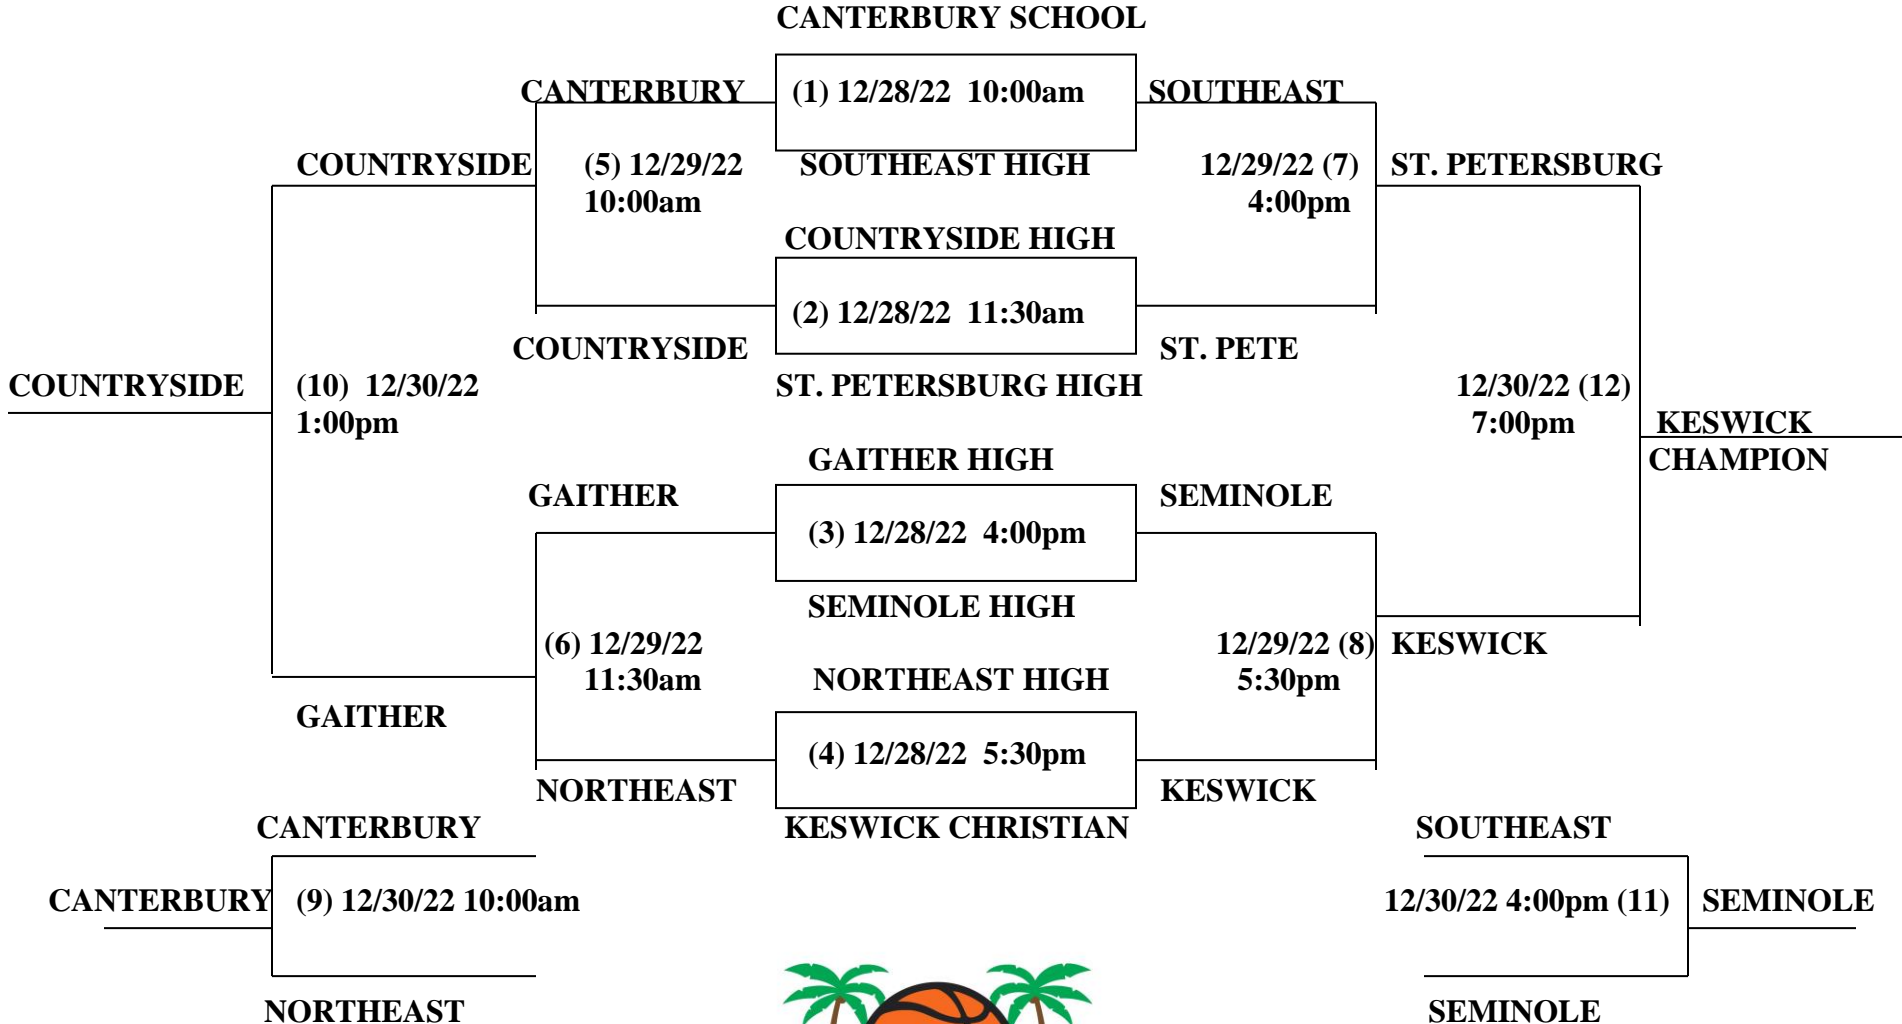 CANTERBURY SCHOOL
CANTERBURY (1) 12/28/22 10:00am SOUTHEAST
COUNTRYSIDE (5) 12/29/22 SOUTHEAST HIGH 12/29/22 (7) ST. PETERSBURG
10:00am 4:00pm
COUNTRYSIDE HIGH
(2) 12/28/22 11:30am
COUNTRYSIDE ST. PETE
COUNTRYSIDE (10) 12/30/22 ST. PETERSBURG HIGH 12/30/22 (12)
1:00pm 7:00pm KESWICK
GAITHER HIGH CHAMPION
GAITHER SEMINOLE
(3) 12/28/22 4:00pm
SEMINOLE HIGH
(6) 12/29/22 12/29/22 (8) KESWICK
11:30am NORTHEAST HIGH 5:30pm
GAITHER
(4) 12/28/22 5:30pm
NORTHEAST KESWICK
CANTERBURY KESWICK CHRISTIAN SOUTHEAST
CANTERBURY (9) 12/30/22 10:00am 12/30/22 4:00pm (11) SEMINOLE
NORTHEAST SEMINOLE